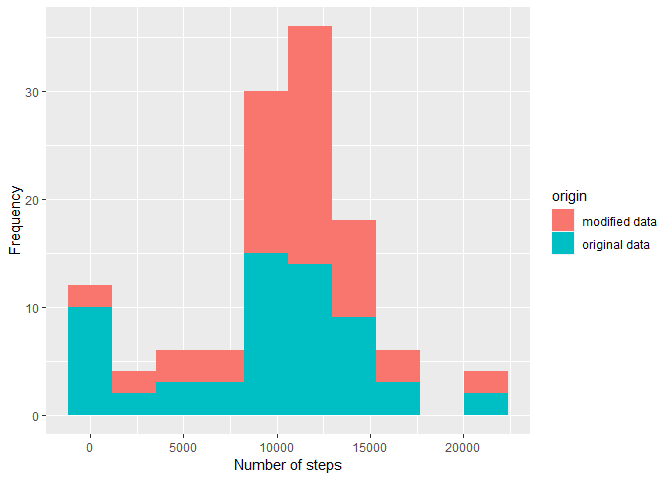 30
20
10
0
Frequency
0 5000 10000 15000 20000
Number of steps
origin
modified data
original data